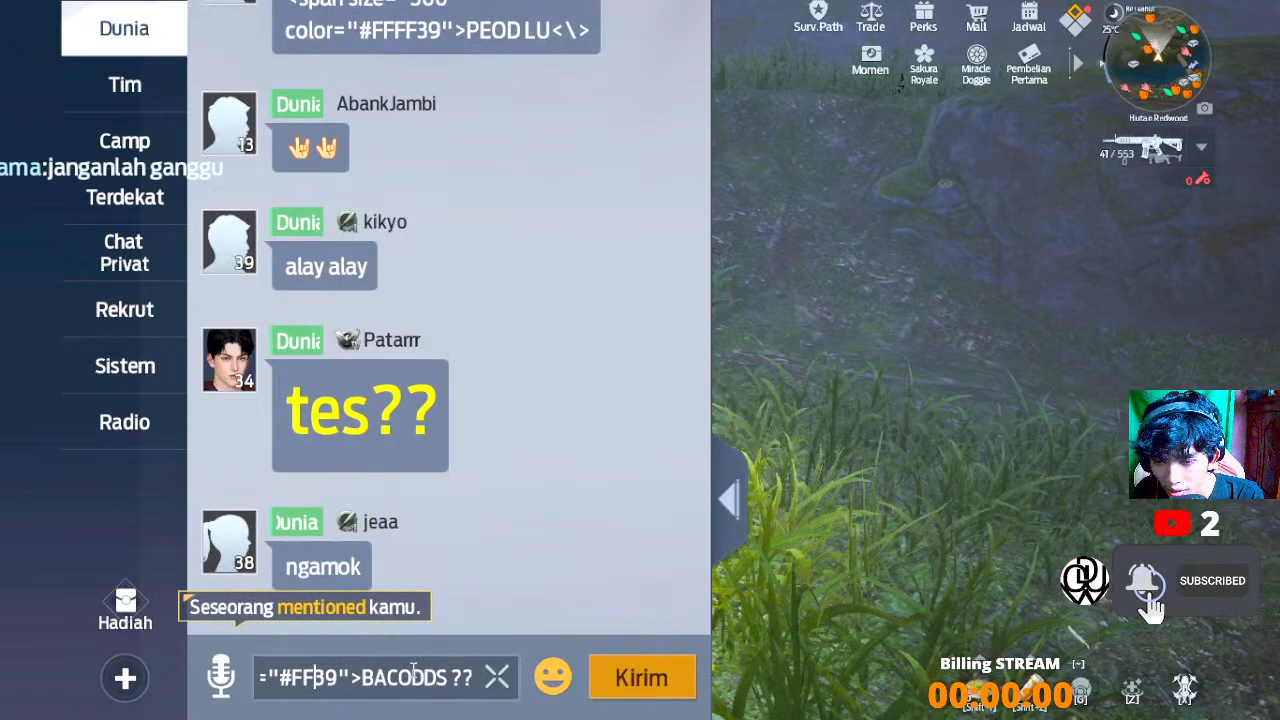 Dunia
Tim
Camp
ama:janganlah ganggu
Terdekat
Chat
Privat
Rekrut
Sistem
Radio
Hadiah
color="#FFFF39">PEOD LU<\>
Dunia AbankJambi
13
Dunia kikyo
39
alay alay
Dunia Patarrr
34
tes??
Dunia jeaa
38
ngamok
Seseorang mentioned kamu.
="#FF39">BACODDS ??
Kirim
Surv.Path
Trade
Perks
Mall
Jadwal
Momen
Sakura
Royale
Miracle
Doggie
Pembelian
Pertama
25°C
Hutan Redwood
41 / 553
0
2
SUBSCRIBED
Billing STREAM
00:00:00
[-]
[G]
[Z]
[X]